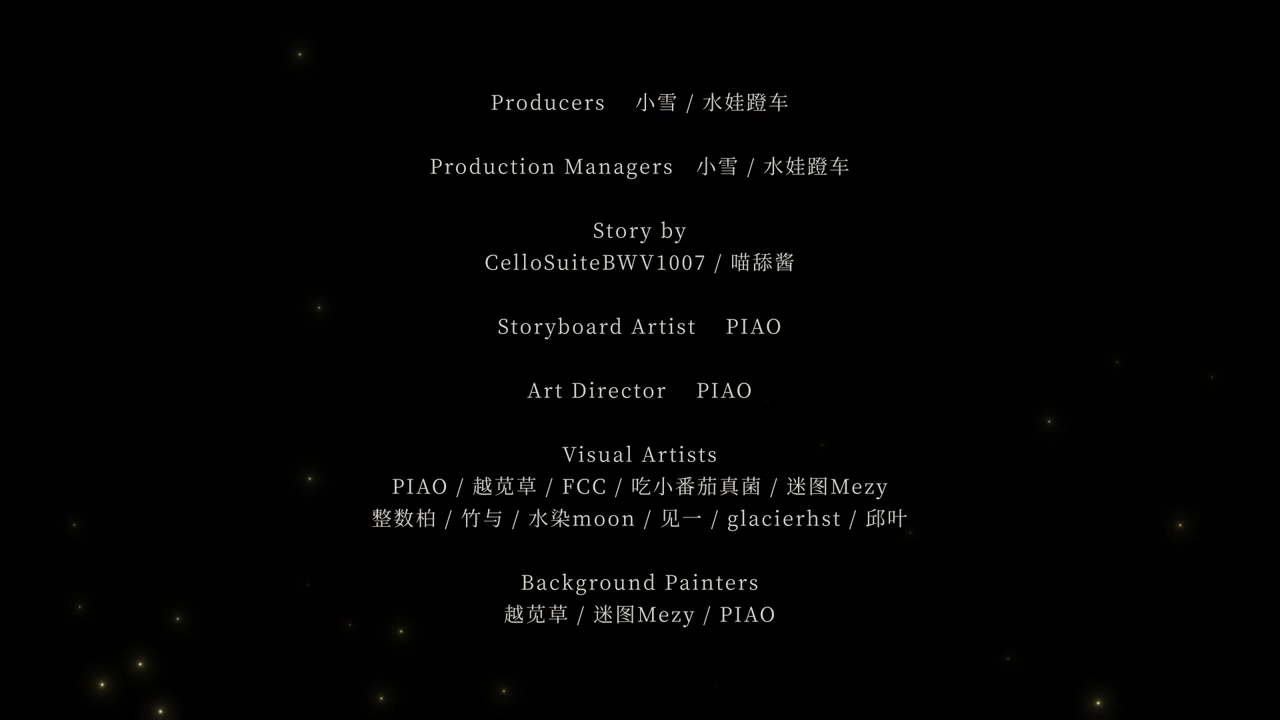 Producers 小雪 / 水娃蹬车
Production Managers 小雪 / 水娃蹬车
Story by
CelloSuiteBWV1007 / 喵舔酱
Storyboard Artist PIAO
Art Director PIAO
Visual Artists
PIAO / 越苋草 / FCC / 吃小番茄真菌 / 迷图Mezy
整数柏 / 竹与 / 水染moon / 见一 / glacierhst / 邱叶
Background Painters
越苋草 / 迷图Mezy / PIAO